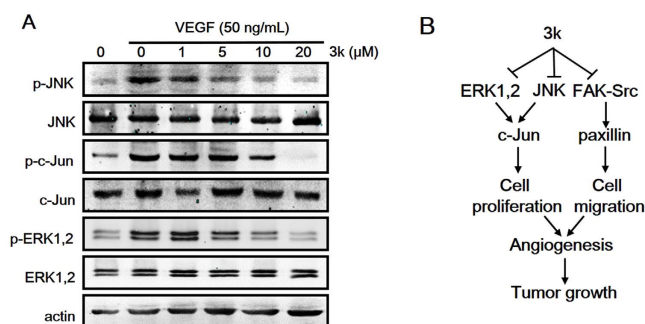 A
VEGF (50 ng/mL)
0 0 1 5 10 20 3k (μM)
p-JNK
JNK
p-c-Jun
c-Jun
p-ERK1,2
ERK1,2
actin
B
3k
ERK1,2 JNK FAK-Src
c-Jun paxillin
Cell proliferation
Cell migration
Angiogenesis
Tumor growth